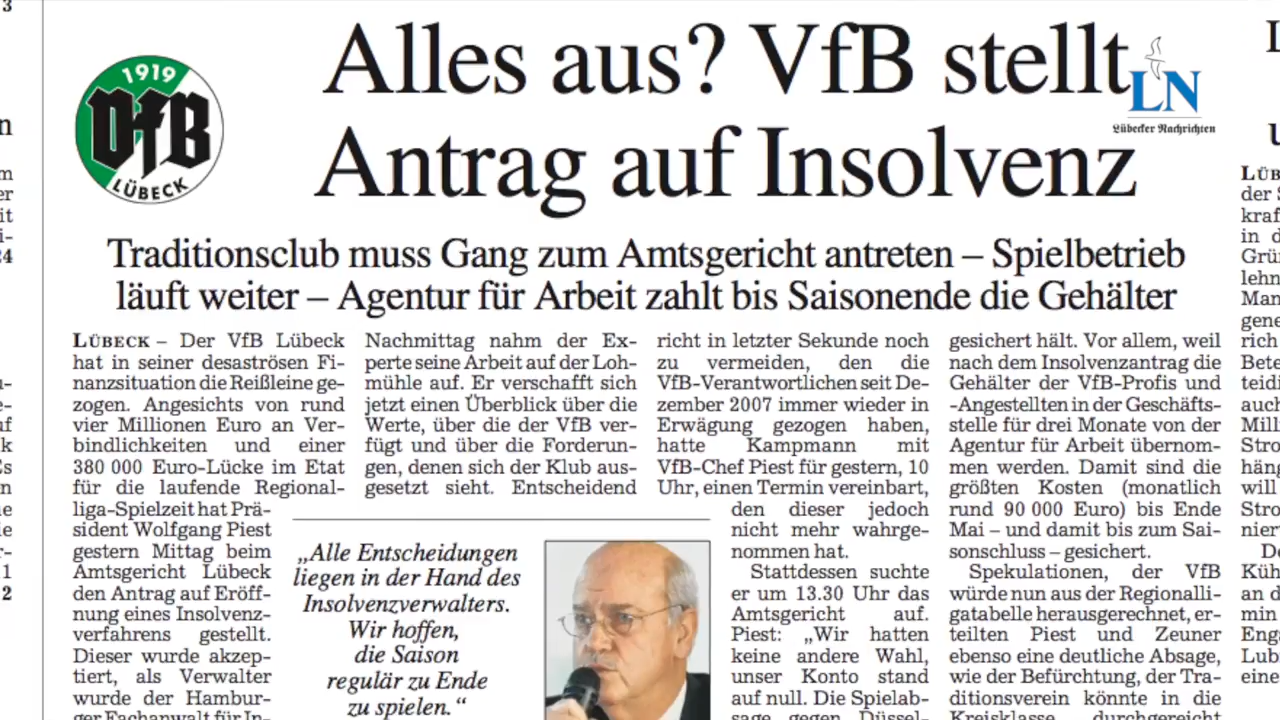 Alles aus? VfB stellt
Antrag auf Insolvenz
1919
VfB
LÜBECK
LN
Lübecker Nachrichten
Traditionsclub muss Gang zum Amtsgericht antreten – Spielbetrieb
läuft weiter – Agentur für Arbeit zahlt bis Saisonende die Gehälter
LÜBECK – Der VfB Lübeck
hat in seiner desaströsen Fi-
nanzsituation die Reißleine ge-
zogen. Angesichts von rund
vier Millionen Euro an Ver-
bindlichkeiten und einer
380 000 Euro-Lücke im Etat
für die laufende Regional-
liga-Spielzeit hat Prä-
sident Wolfgang Piest
gestern Mittag beim
Amtsgericht Lübeck
den Antrag auf Eröff-
nung eines Insolvenz-
verfahrens gestellt.
Dieser wurde akzep-
tiert, als Verwalter
wurde der Hambur-
ger Fachanwalt für In-
Nachmittag nahm der Ex-
perte seine Arbeit auf der Loh-
mühle auf. Er verschafft sich
jetzt einen Überblick über die
Werte, über die der VfB ver-
fügt und über die Forderun-
gen, denen sich der Klub aus-
gesetzt sieht. Entscheidend
„Alle Entscheidungen
liegen in der Hand des
Insolvenzverwalters.
Wir hoffen,
die Saison
regulär zu Ende
zu spielen.“
richt in letzter Sekunde noch
zu vermeiden, den die
VfB-Verantwortlichen seit De-
zember 2007 immer wieder in
Erwägung gezogen haben,
hatte Kampmann mit
VfB-Chef Piest für gestern, 10
Uhr, einen Termin vereinbart,
den dieser jedoch
nicht mehr wahrge-
nommen hat.
Stattdessen suchte
er um 13.30 Uhr das
Amtsgericht auf.
Piest: „Wir hatten
keine andere Wahl,
unser Konto stand
auf null. Die Spielab-
sage gegen Düssel-
gesichert hält. Vor allem, weil
nach dem Insolvenzantrag die
Gehälter der VfB-Profis und
-Angestellten in der Geschäfts-
stelle für drei Monate von der
Agentur für Arbeit übernom-
men werden. Damit sind die
größten Kosten (monatlich
rund 90 000 Euro) bis Ende
Mai – und damit bis zum Sai-
sonschluss – gesichert.
Spekulationen, der VfB
würde nun aus der Regionalli-
gatabelle herausgerechnet, er-
teilten Piest und Zeuner
ebenso eine deutliche Absage,
wie der Befürchtung, der Tra-
ditionsverein könnte in die
Kreisklasse durchgereicht